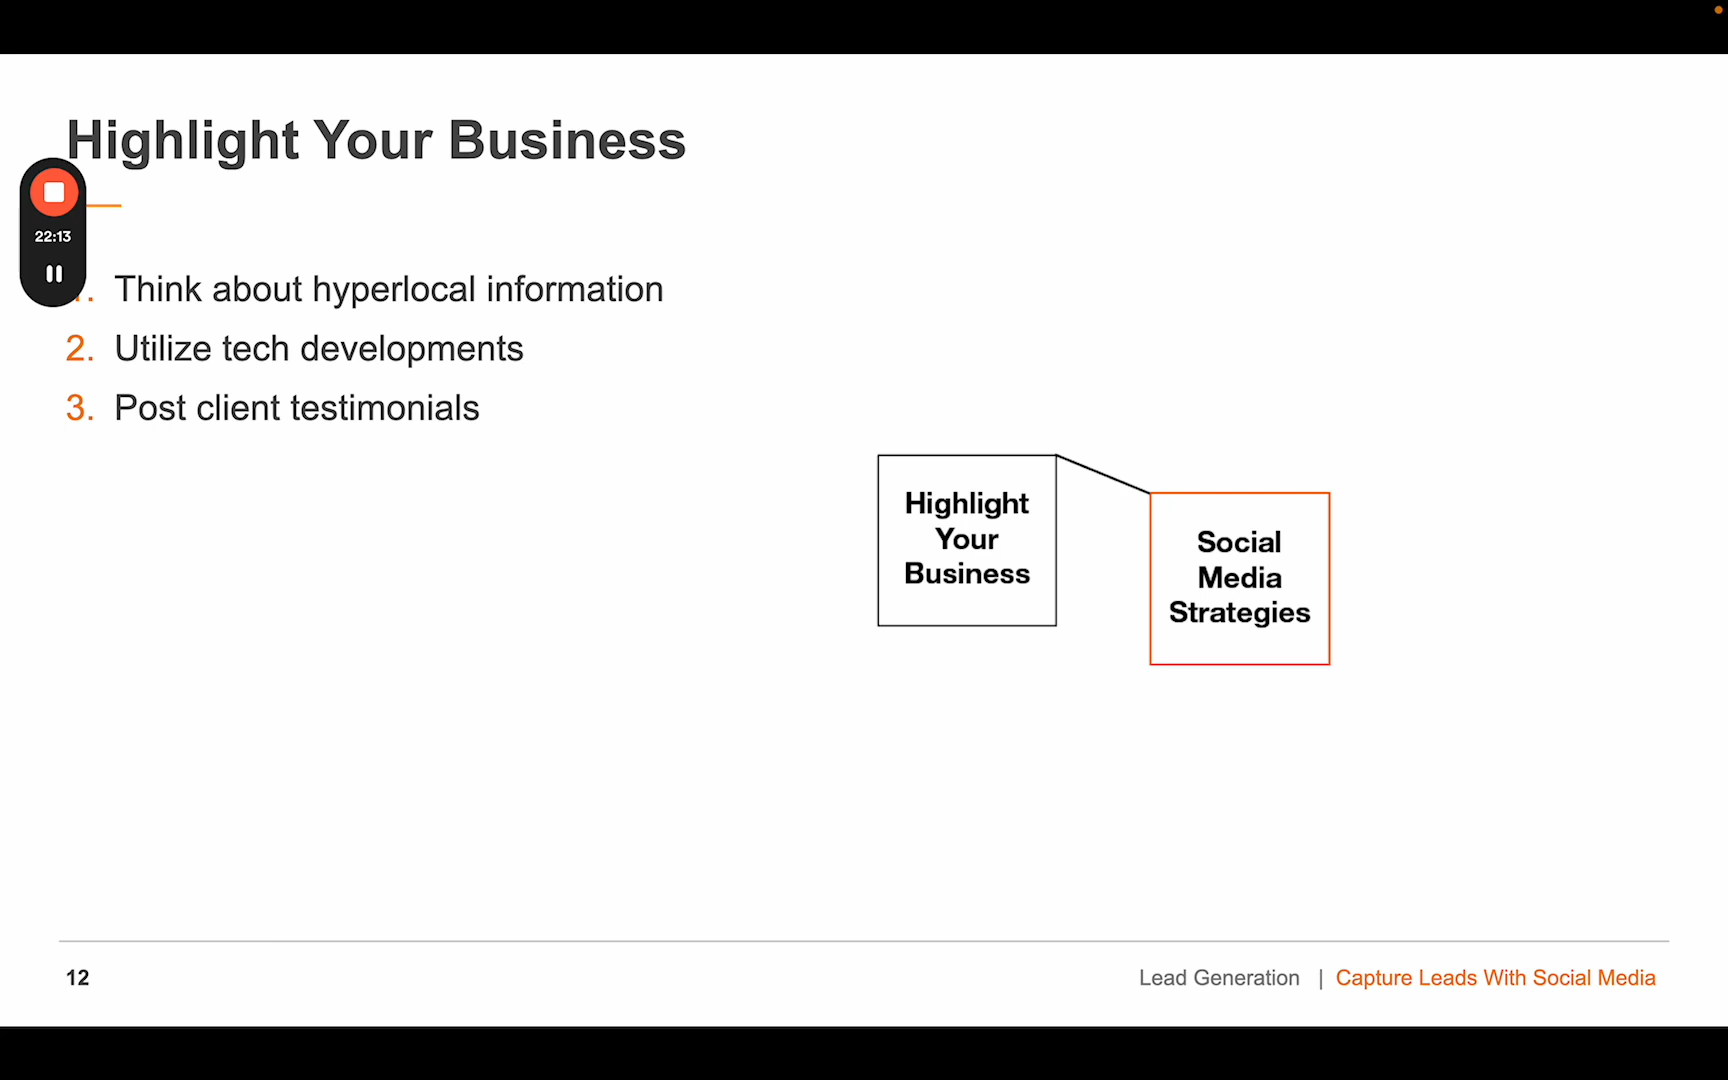 Highlight Your Business
22:13
. Think about hyperlocal information
2. Utilize tech developments
3. Post client testimonials
Highlight
Your
Business
Social
Media
Strategies
12
Lead Generation | Capture Leads With Social Media